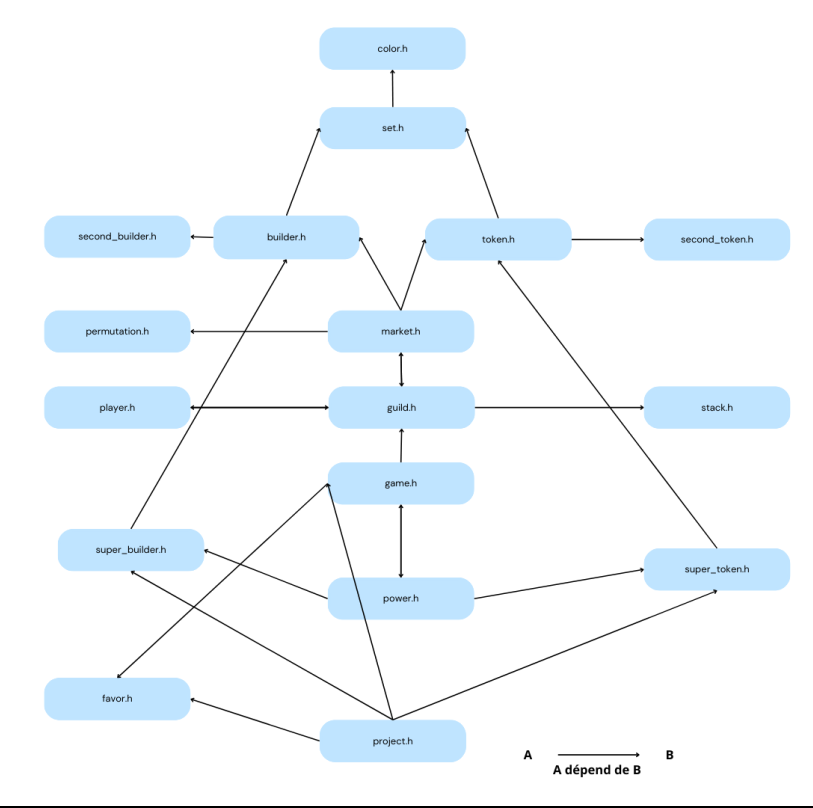 color.h
set.h
second_builder.h
builder.h
token.h
second_token.h
permutation.h
market.h
player.h
guild.h
stack.h
game.h
super_builder.h
super_token.h
power.h
favor.h
project.h
A B
A dépend de B